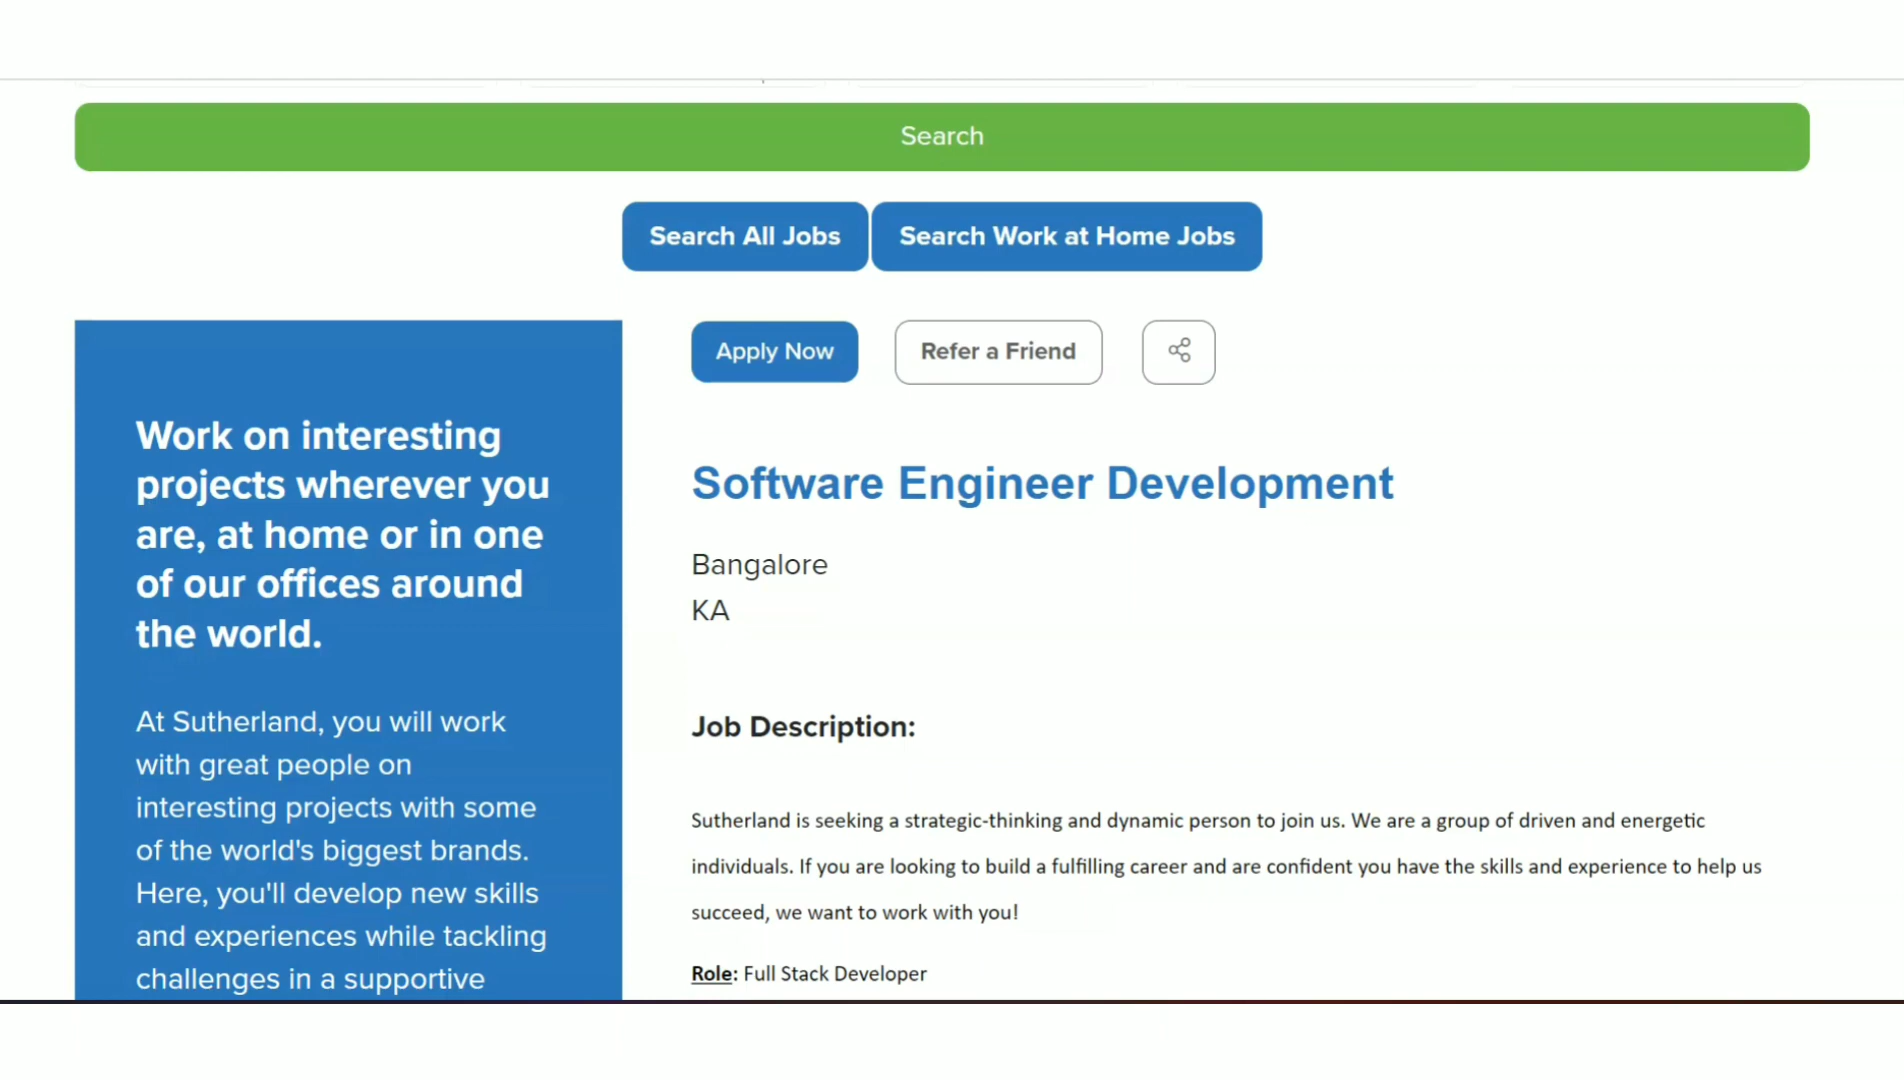 Search
Search All Jobs
Search Work at Home Jobs
Apply Now
Refer a Friend
Work on interesting
projects wherever you
are, at home or in one
of our offices around
the world.
At Sutherland, you will work
with great people on
interesting projects with some
of the world's biggest brands.
Here, you'll develop new skills
and experiences while tackling
challenges in a supportive
Software Engineer Development
Bangalore
KA
Job Description:
Sutherland is seeking a strategic-thinking and dynamic person to join us. We are a group of driven and energetic
individuals. If you are looking to build a fulfilling career and are confident you have the skills and experience to help us
succeed, we want to work with you!
Role: Full Stack Developer